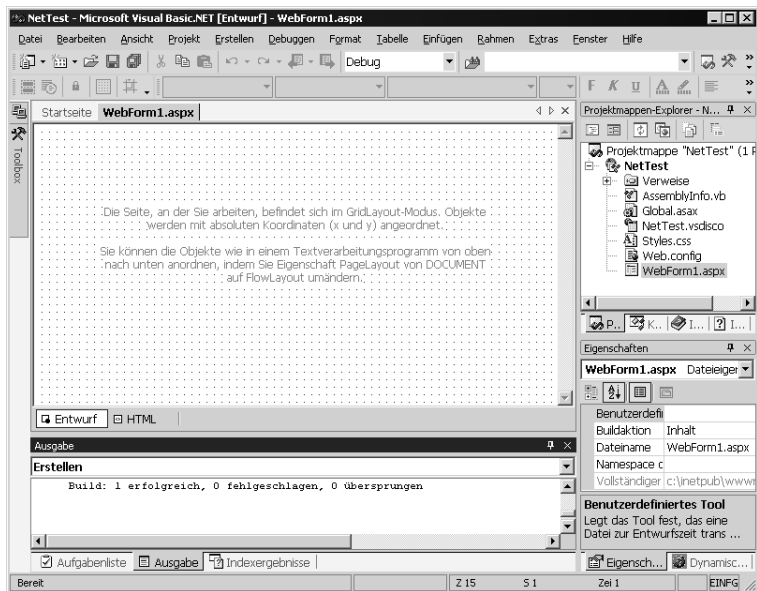 NetTest - Microsoft Visual Basic.NET [Entwurf] - WebForm1.aspx
Datei Bearbeiten Ansicht Projekt Erstellen Debuggen Format Tabelle Einfügen Rahmen Extras Fenster Hilfe
Debug
F K U
Startseite WebForm1.aspx
Toolbox
Die Seite, an der Sie arbeiten, befindet sich im GridLayout-Modus. Objekte
werden mit absoluten Koordinaten (x und y) angeordnet.
Sie können die Objekte wie in einem Textverarbeitungsprogramm von oben
nach unten anordnen, indem Sie Eigenschaft PageLayout von DOCUMENT
auf FlowLayout umändern.
Entwurf HTML
Ausgabe
Erstellen
Build: 1 erfolgreich, 0 fehlgeschlagen, 0 übersprungen
Aufgabenliste Ausgabe Indexergebnisse
Projektmappen-Explorer - N...
Projektmappe "NetTest" (1 P
NetTest
Verweise
AssemblyInfo.vb
Global.asax
NetTest.vsdisco
Styles.css
Web.config
WebForm1.aspx
P.. K... I... I...
Eigenschaften
WebForm1.aspx Dateieiger
Benutzerdefi
Buildaktion Inhalt
Dateiname WebForm1.aspx
Namespace c
Vollständiger c:\inetpub\wwwr
Benutzerdefiniertes Tool
Legt das Tool fest, das eine
Datei zur Entwurfszeit trans ...
Eigensch... Dynamisc...
Bereit Z 15 S 1 Zei 1 EINFG